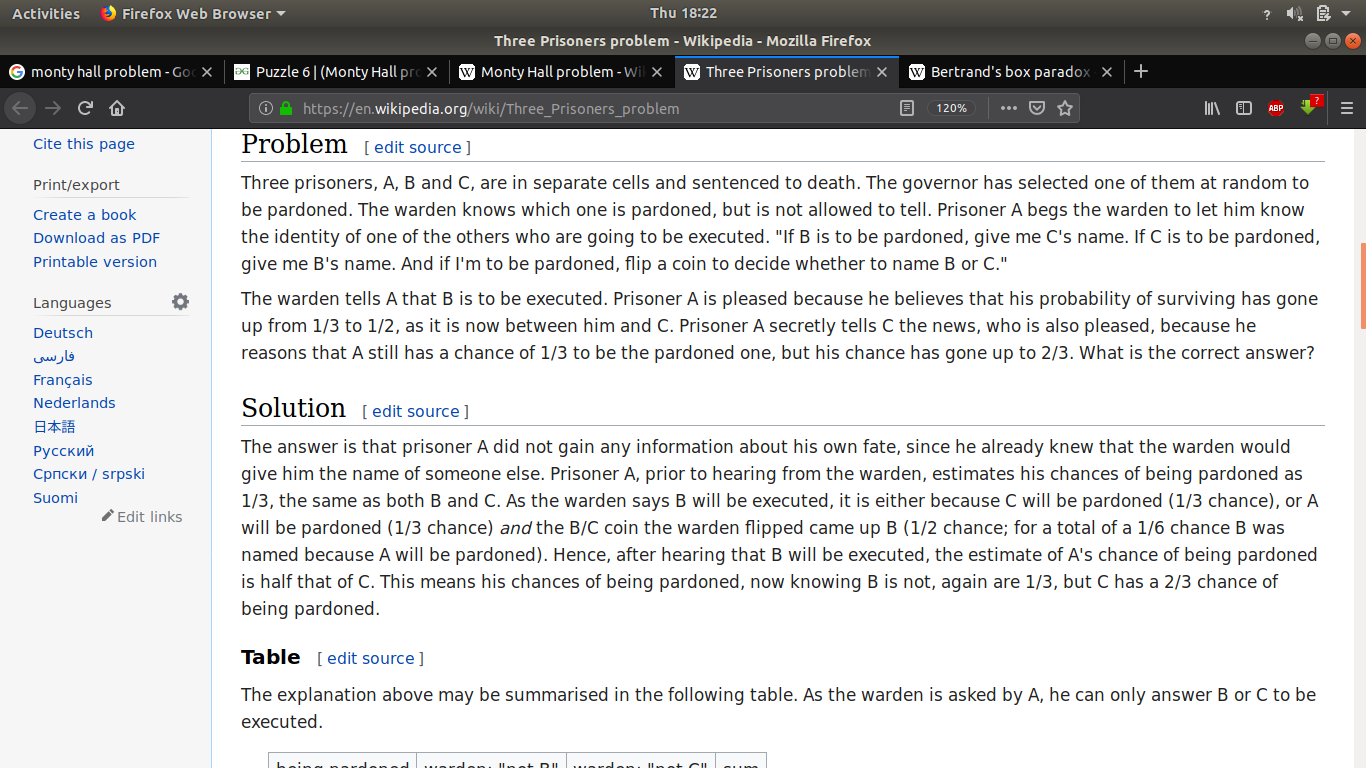 Activities Firefox Web Browser Thu 18:22 ?
Three Prisoners problem - Wikipedia - Mozilla Firefox
monty hall problem - Goo Puzzle 6 | (Monty Hall pro Monty Hall problem - Wik Three Prisoners problem Bertrand's box paradox
https://en.wikipedia.org/wiki/Three_Prisoners_problem 120% ABP ?
Cite this page
Print/export
Create a book
Download as PDF
Printable version
Languages
Deutsch
فارسی
Français
Nederlands
日本語
Русский
Српски / srpski
Suomi
Edit links
Problem [ edit source ]
Three prisoners, A, B and C, are in separate cells and sentenced to death. The governor has selected one of them at random to
be pardoned. The warden knows which one is pardoned, but is not allowed to tell. Prisoner A begs the warden to let him know
the identity of one of the others who are going to be executed. "If B is to be pardoned, give me C's name. If C is to be pardoned,
give me B's name. And if I'm to be pardoned, flip a coin to decide whether to name B or C."
The warden tells A that B is to be executed. Prisoner A is pleased because he believes that his probability of surviving has gone
up from 1/3 to 1/2, as it is now between him and C. Prisoner A secretly tells C the news, who is also pleased, because he
reasons that A still has a chance of 1/3 to be the pardoned one, but his chance has gone up to 2/3. What is the correct answer?
Solution [ edit source ]
The answer is that prisoner A did not gain any information about his own fate, since he already knew that the warden would
give him the name of someone else. Prisoner A, prior to hearing from the warden, estimates his chances of being pardoned as
1/3, the same as both B and C. As the warden says B will be executed, it is either because C will be pardoned (1/3 chance), or A
will be pardoned (1/3 chance) and the B/C coin the warden flipped came up B (1/2 chance; for a total of a 1/6 chance B was
named because A will be pardoned). Hence, after hearing that B will be executed, the estimate of A's chance of being pardoned
is half that of C. This means his chances of being pardoned, now knowing B is not, again are 1/3, but C has a 2/3 chance of
being pardoned.
Table [ edit source ]
The explanation above may be summarised in the following table. As the warden is asked by A, he can only answer B or C to be
executed.
being pardoned warden: "not B" warden: "not C" sum